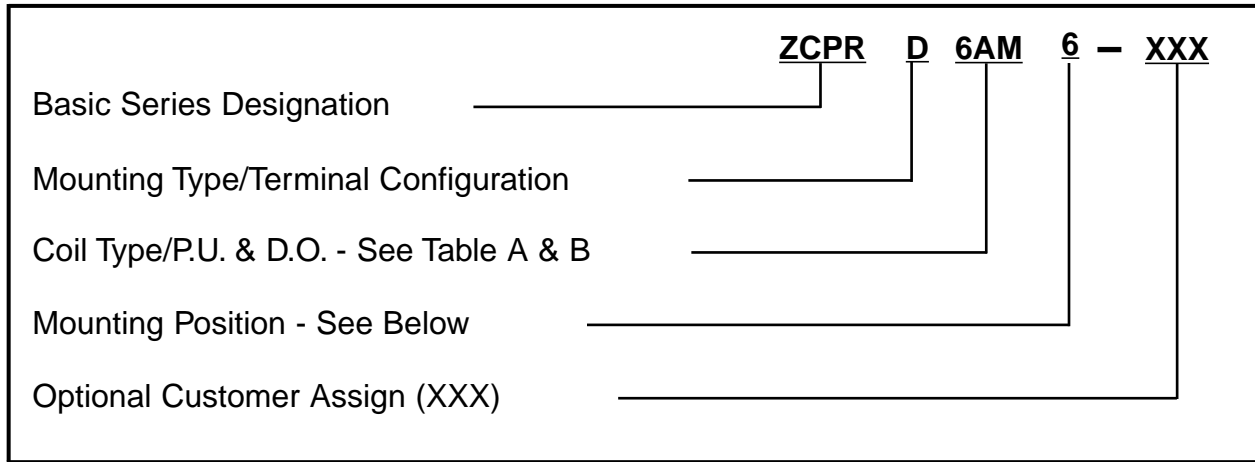 ZCPR D 6AM 6 – XXX
Basic Series Designation
Mounting Type/Terminal Configuration
Coil Type/P.U. & D.O. - See Table A & B
Mounting Position - See Below
Optional Customer Assign (XXX)